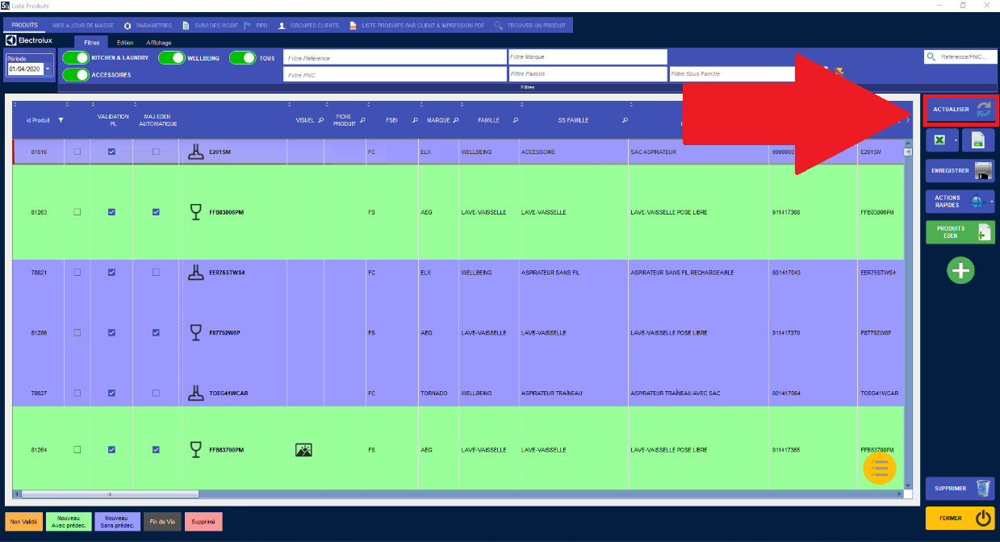 Liste Produits
PRODUITS MISE A JOUR DE MASSE PARAMETRES SUIVI DES MODIF PIPO GROUPES CLIENTS LISTE PRODUITS PAR CLIENT & IMPRESSION PDF TROUVER UN PRODUIT
Electrolux Filtres Edition Affichage
Période
01/04/2020
KITCHEN & LAUNDRY WELLBEING TOUS Filtre Référence Filtre Marque Reference/PNC...
ACCESSOIRES Filtre PNC Filtre Famille Filtre Sous Famille
Filtres
id Produit VALIDATION PL MAJ EDEN AUTOMATIQUE VISUEL FICHE PRODUIT FSBI MARQUE FAMILLE SS FAMILLE
81616 E201SM FC ELX WELLBEING ACCESSOIRE SAC ASPIRATEUR E201SM
81263 FFB83806PM FS AEG LAVE-VAISSELLE LAVE-VAISSELLE LAVE-VAISSELLE POSE LIBRE 911417366 FFB83806PM
78821 EER75STWS4 FC ELX WELLBEING ASPIRATEUR SANS FIL ASPIRATEUR SANS FIL RECHARGEABLE 801417043 EER75STWS4
81286 F87792W0P FS AEG LAVE-VAISSELLE LAVE-VAISSELLE LAVE-VAISSELLE POSE LIBRE 911417370 F87792W0P
78827 TOEG41WCAR FC TORNADO WELLBEING ASPIRATEUR TRAÎNEAU ASPIRATEUR TRAÎNEAU AVEC SAC 801417064 TOEG41WCAR
81264 FFB83700PM FS AEG LAVE-VAISSELLE LAVE-VAISSELLE LAVE-VAISSELLE POSE LIBRE 911417365 FFB83700PM
ACTUALISER
ENREGISTRER
ACTIONS
RAPIDES
PRODUITS
EDEN
SUPPRIMER
FERMER
Non Validé
Nouveau
Avec prédec.
Nouveau
Sans prédec.
Fin de Vie
Supprimé